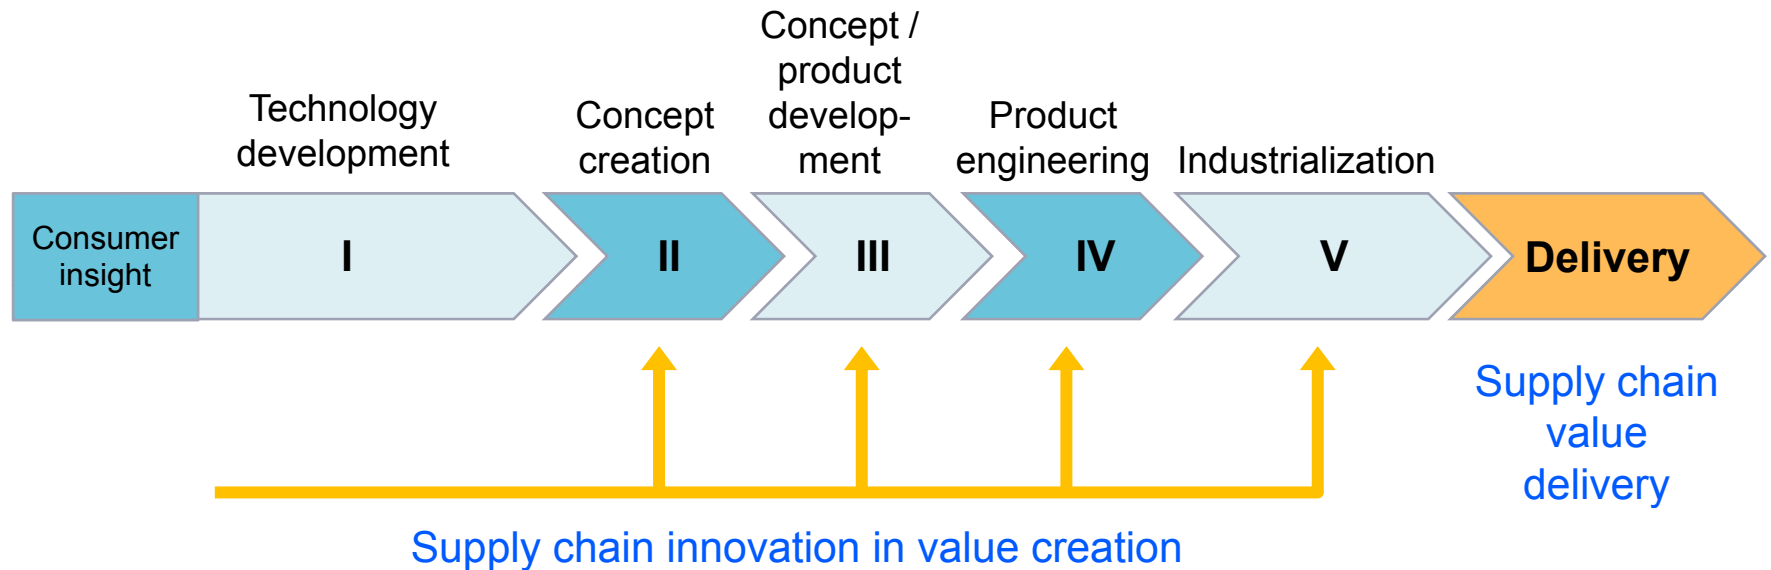 Technology
development
Concept
creation
Concept /
product
develop-
ment
Product
engineering
Industrialization
Consumer
insight
I
II
III
IV
V
Delivery
Supply chain innovation in value creation
Supply chain
value
delivery